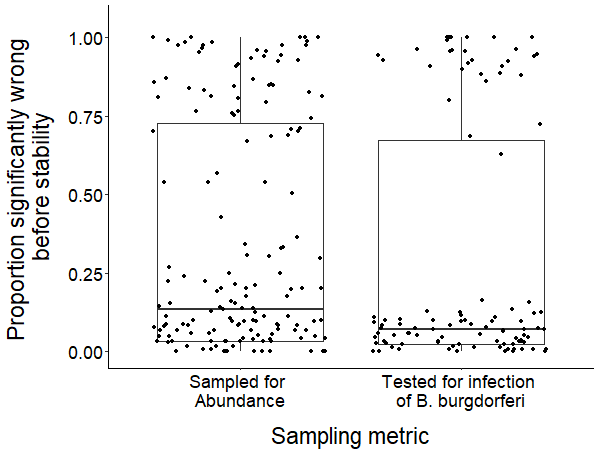 Proportion significantly wrong
before stability
1.00
0.75
0.50
0.25
0.00
Sampled for
Abundance
Tested for infection
of B. burgdorferi
Sampling metric